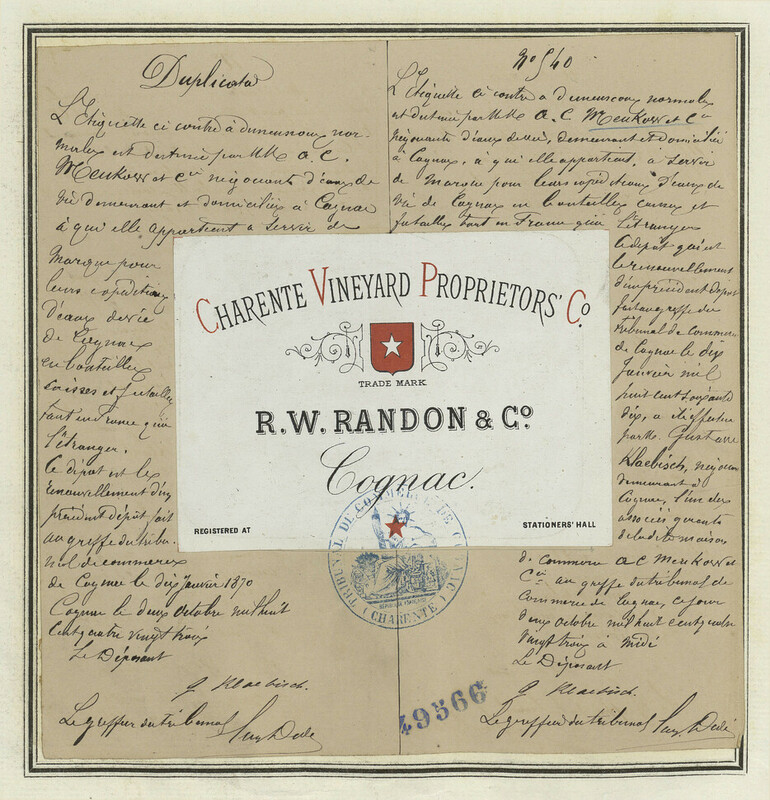 Duplicata
L'Etiquette ci contre à dimensions nor-
males est destinée par MM A. C.
Meukow et Cie négociants d'eaux de
vie demeurant et domiciliés à Cognac
à qui elle appartient a servir de
Marque pour
leurs expéditions
d'eaux de vie
de Cognac
en bouteilles
caisses et futailles
tant en France qu'à
l'étranger.
Ce dépôt est le
renouvellement d'un
précédent dépôt fait
au greffe du tribu-
nal de commerce
de Cognac le dix Janvier 1870
Cognac le deux Octobre mil huit
cent quatre vingt trois
Le Déposant
G Klaebisch.
Le greffier du tribunal
No 540
L'Etiquette ci contre a dimensions normales
est destinée par MM A. C. Meukow et Cie
négociants d'eaux de vie, demeurant et domiciliés
à Cognac, à qui elle appartient, à servir
de Marque pour leurs expéditions d'eaux de
vie de Cognac en bouteilles caisses et
futailles tant en France qu'à l'étranger
Ce dépôt qui est
le renouvellement
d'un précédent dépôt
fait au greffe du
tribunal de commerce
de Cognac le dix
Janvier mil
huit cent soixante
dix, a été effectué
par M. Gustave
Klaebisch, négociant
demeurant à
Cognac, l'un des
associés gérants
de la dite maison
de commerce A C Meukow et
Cie au greffe du tribunal de
Commerce de Cognac, ce jour
deux Octobre mil huit cent quatre
vingt trois à midi
Le Déposant
G Klaebisch.
Le greffier du tribunal
CHARENTE VINEYARD PROPRIETORS' CO.
TRADE MARK
R.W. RANDON & CO.
Cognac.
REGISTERED AT
STATIONERS' HALL
TRIBUNAL DE COMMERCE DE COGNAC
( CHARENTE )
49566